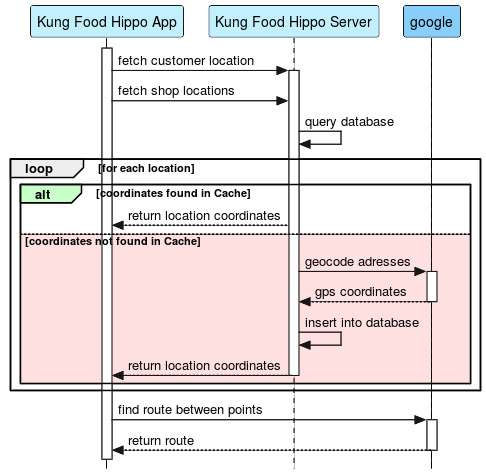 Kung Food Hippo App
Kung Food Hippo Server
google
fetch customer location
fetch shop locations
query database
loop
[for each location]
alt
[coordinates found in Cache]
return location coordinates
[coordinates not found in Cache]
geocode adresses
gps coordinates
insert into database
return location coordinates
find route between points
return route